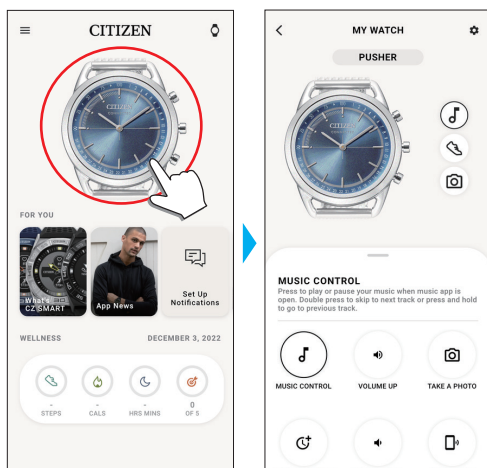 CITIZEN
CITIZEN
FOR YOU
What's
CZ SMART
App News
Set Up
Notifications
WELLNESS DECEMBER 3, 2022
- - - 0
STEPS CALS HRS MINS OF 5
MY WATCH
PUSHER
CITIZEN
MUSIC CONTROL
Press to play or pause your music when music app is
open. Double press to skip to next track or press and hold
to go to previous track.
MUSIC CONTROL VOLUME UP TAKE A PHOTO